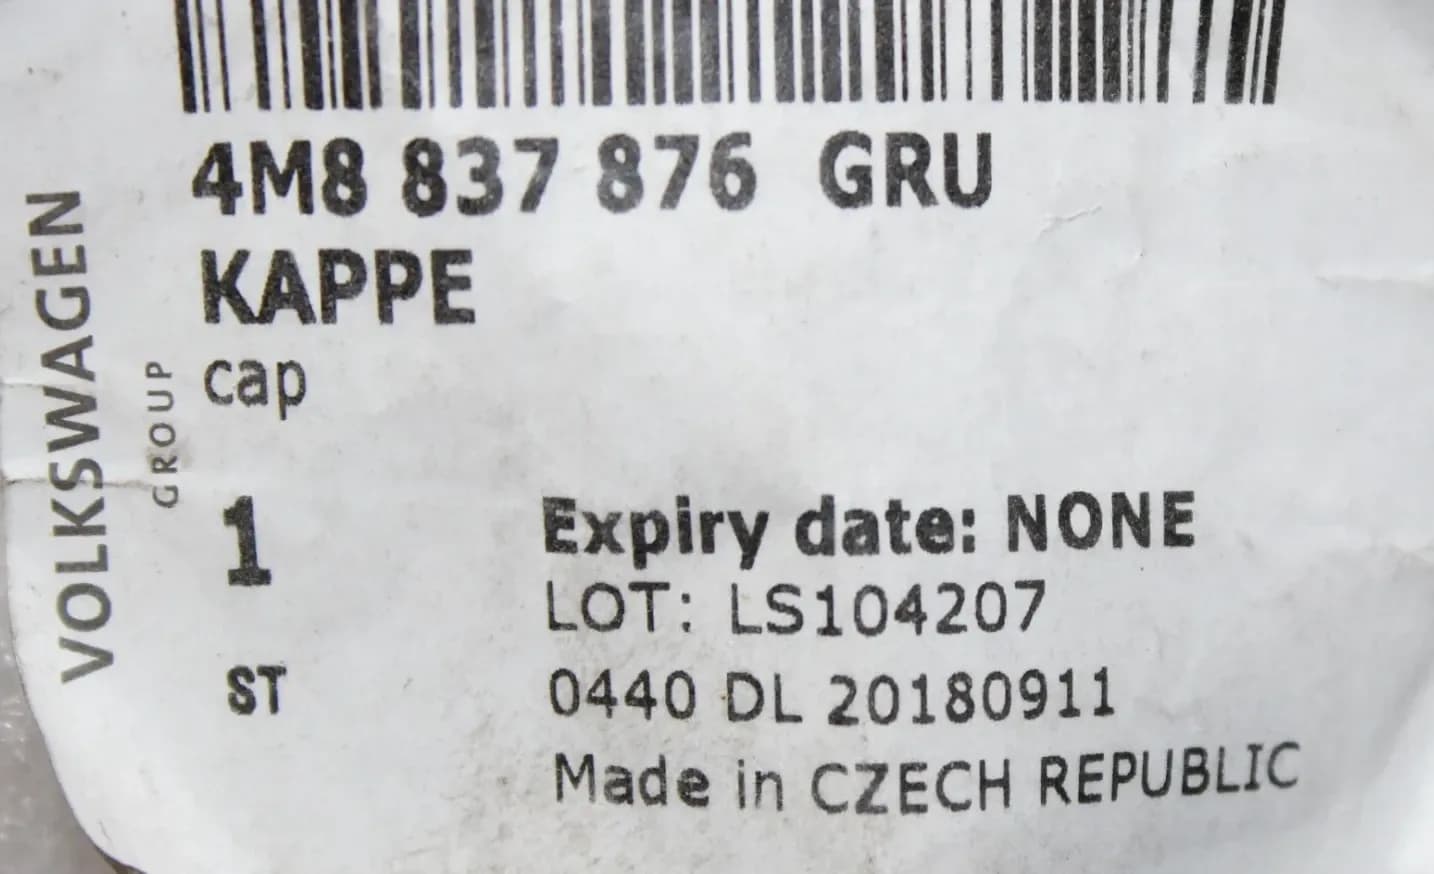 4M8 837 876 GRU
KAPPE
cap
VOLKSWAGEN
GROUP
1
Expiry date: NONE
LOT: LS104207
ST
0440 DL 20180911
Made in CZECH REPUBLIC